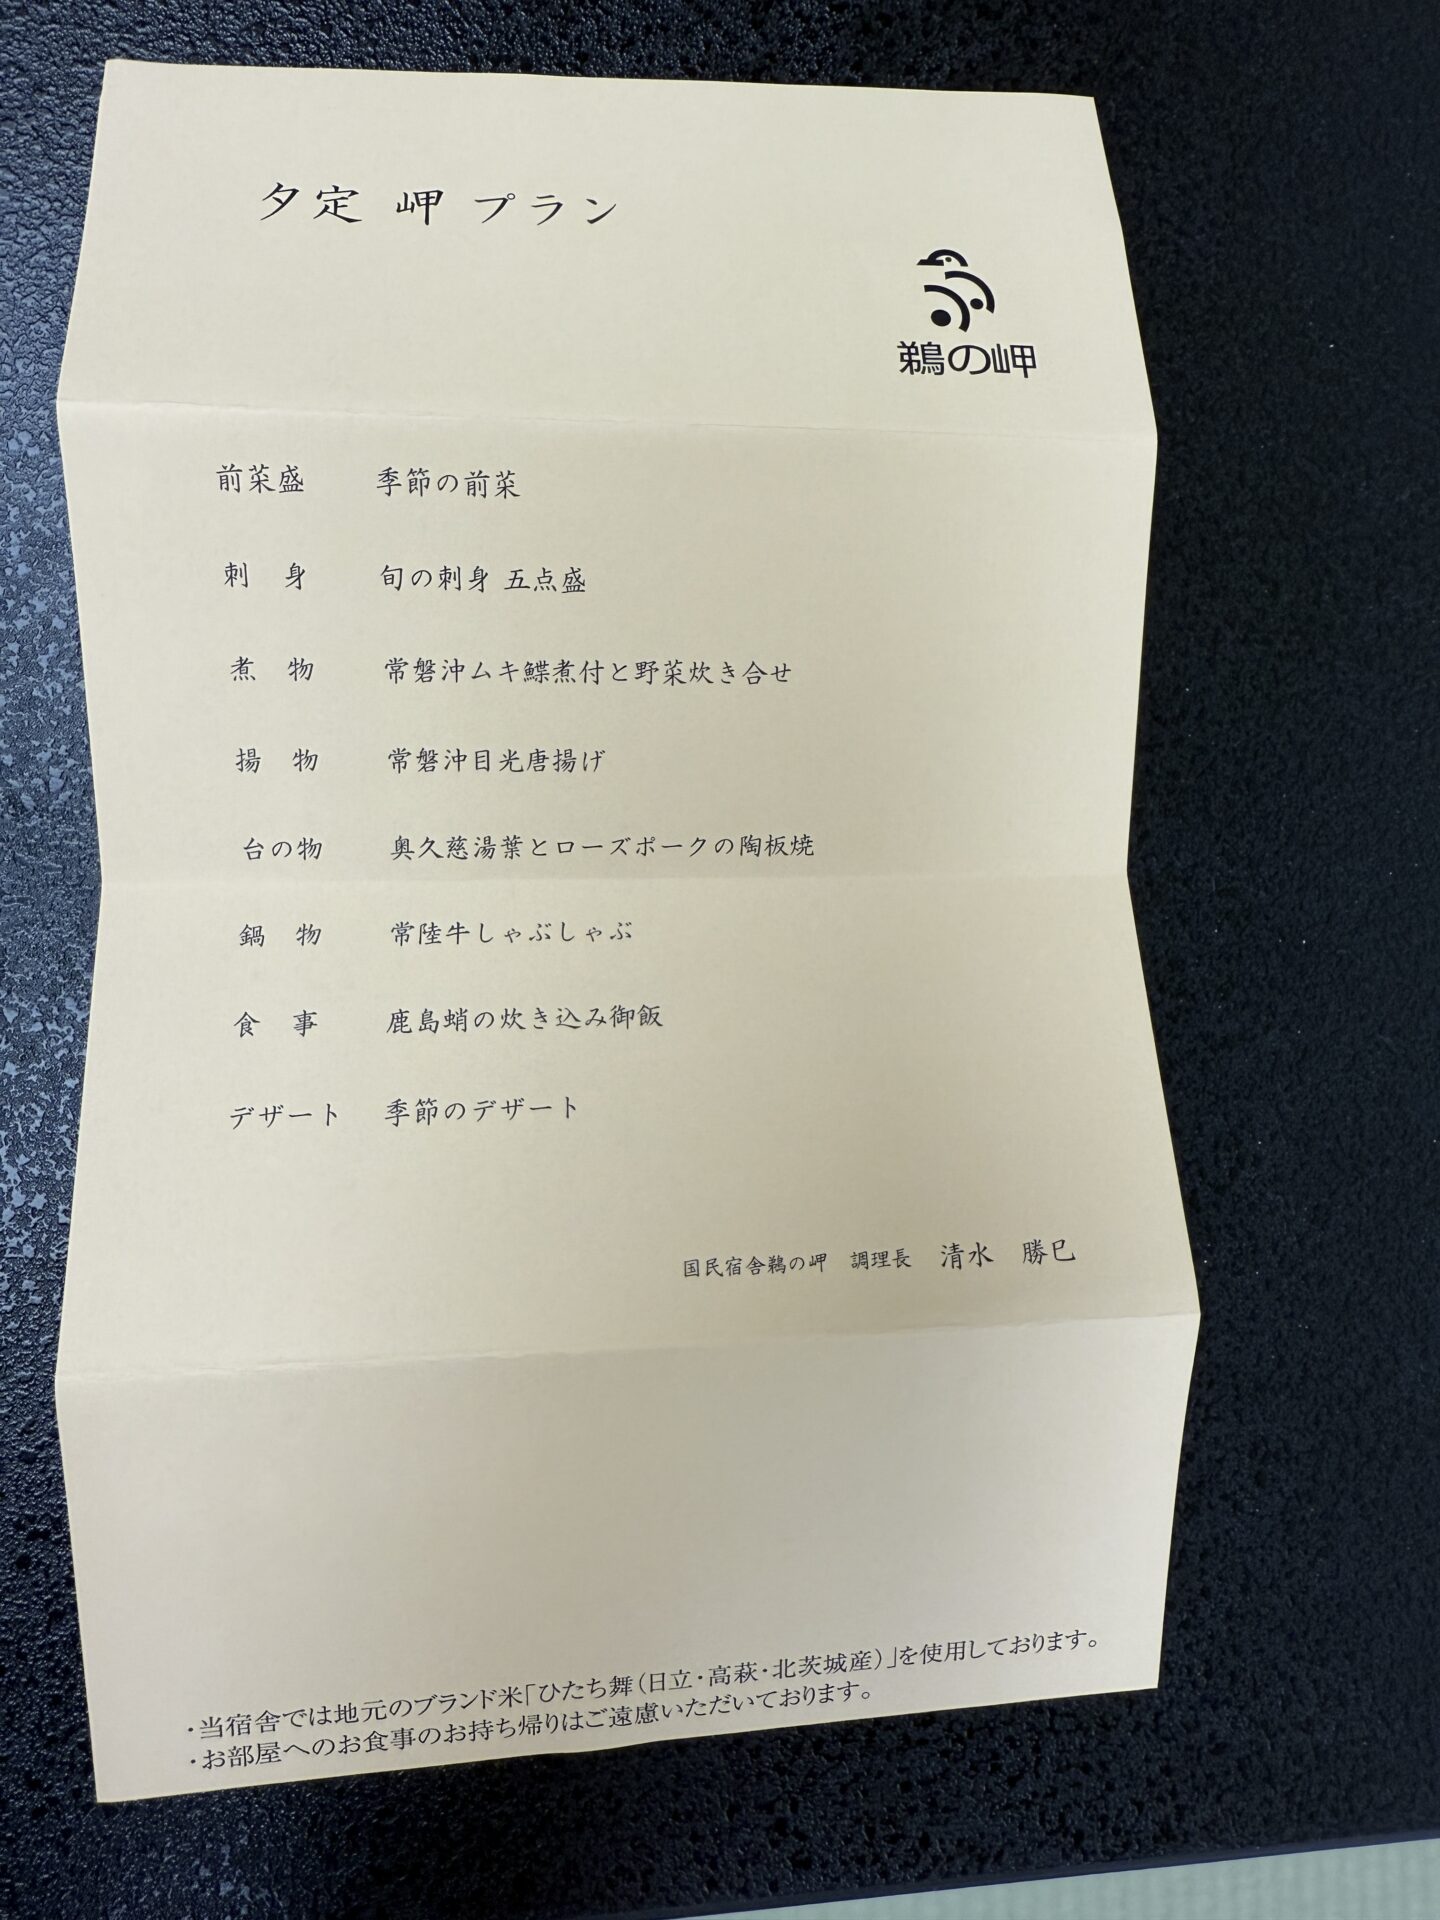 夕定 岬 プラン
鵜の岬
前菜盛 季節の前菜
刺 身 旬の刺身 五点盛
煮 物 常磐沖ムキ鰈煮付と野菜炊き合せ
揚 物 常磐沖目光唐揚げ
台の物 奥久慈湯葉とローズポークの陶板焼
鍋 物 常陸牛しゃぶしゃぶ
食 事 鹿島蛸の炊き込み御飯
デザート 季節のデザート
国民宿舎鵜の岬 調理長 清水 勝巳
・当宿舎では地元のブランド米「ひたち舞（日立・高萩・北茨城産）」を使用しております。
・お部屋へのお食事のお持ち帰りはご遠慮いただいております。